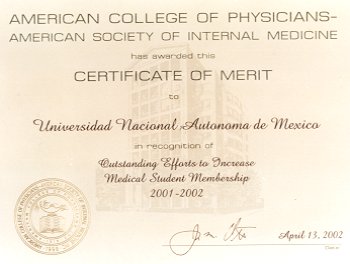 AMERICAN COLLEGE OF PHYSICIANS-
AMERICAN SOCIETY OF INTERNAL MEDICINE
has awarded this
CERTIFICATE OF MERIT
to
Universidad Nacional Autonoma de Mexico
in recognition of
Outstanding Efforts to Increase
Medical Student Membership
2001-2002
April 13, 2002